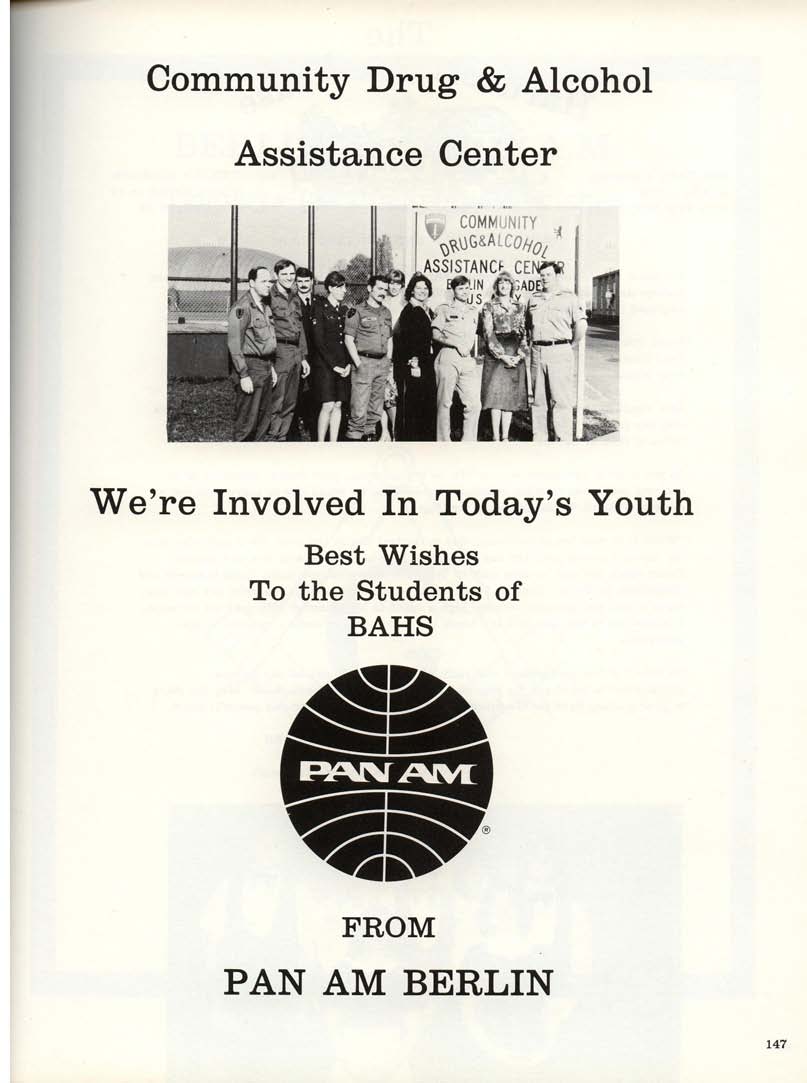 Community Drug & Alcohol
Assistance Center
COMMUNITY
DRUG&ALCOHOL
ASSISTANCE CENTER
We're Involved In Today's Youth
Best Wishes
To the Students of
BAHS
PAN AM
®
FROM
PAN AM BERLIN
147